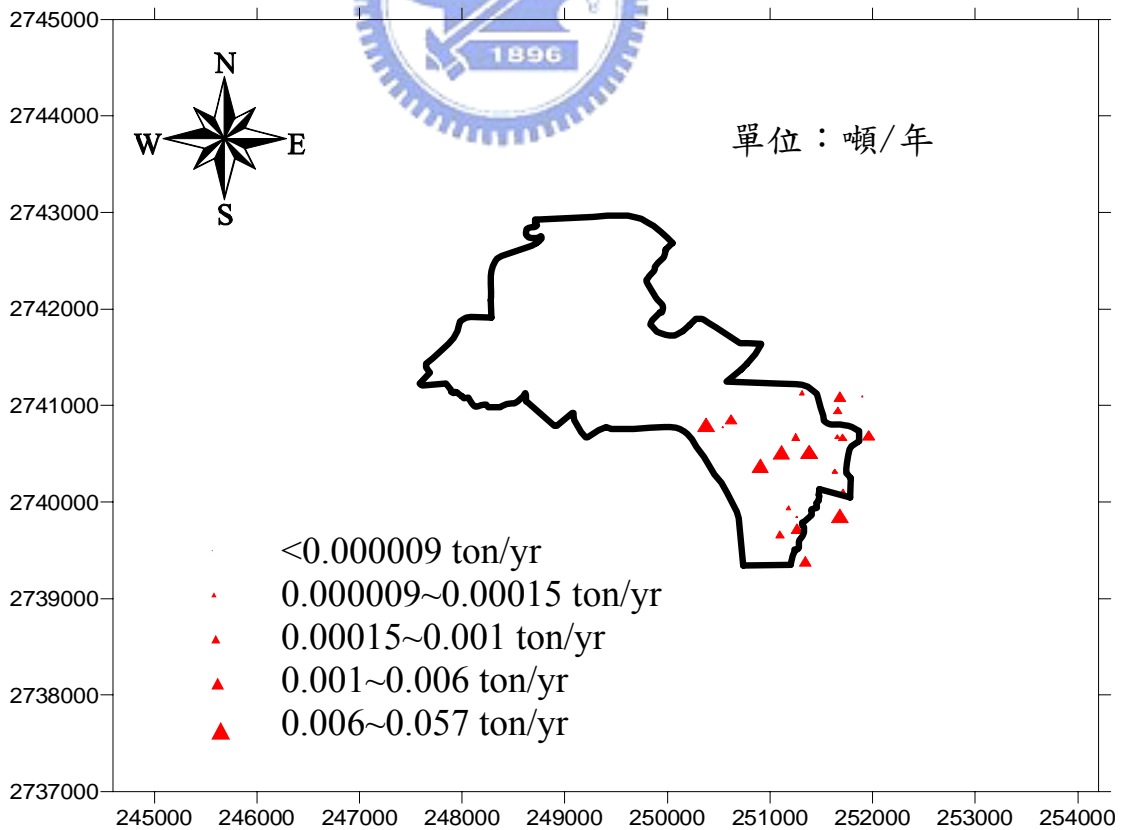 2745000
1896
N
2744000
W
E
單位：噸/年
S
2743000
2742000
2741000
2740000
<0.000009 ton/yr
0.000009~0.00015 ton/yr
2739000
0.00015~0.001 ton/yr
0.001~0.006 ton/yr
2738000
0.006~0.057 ton/yr
2737000
245000 246000 247000 248000 249000 250000 251000 252000 253000 254000